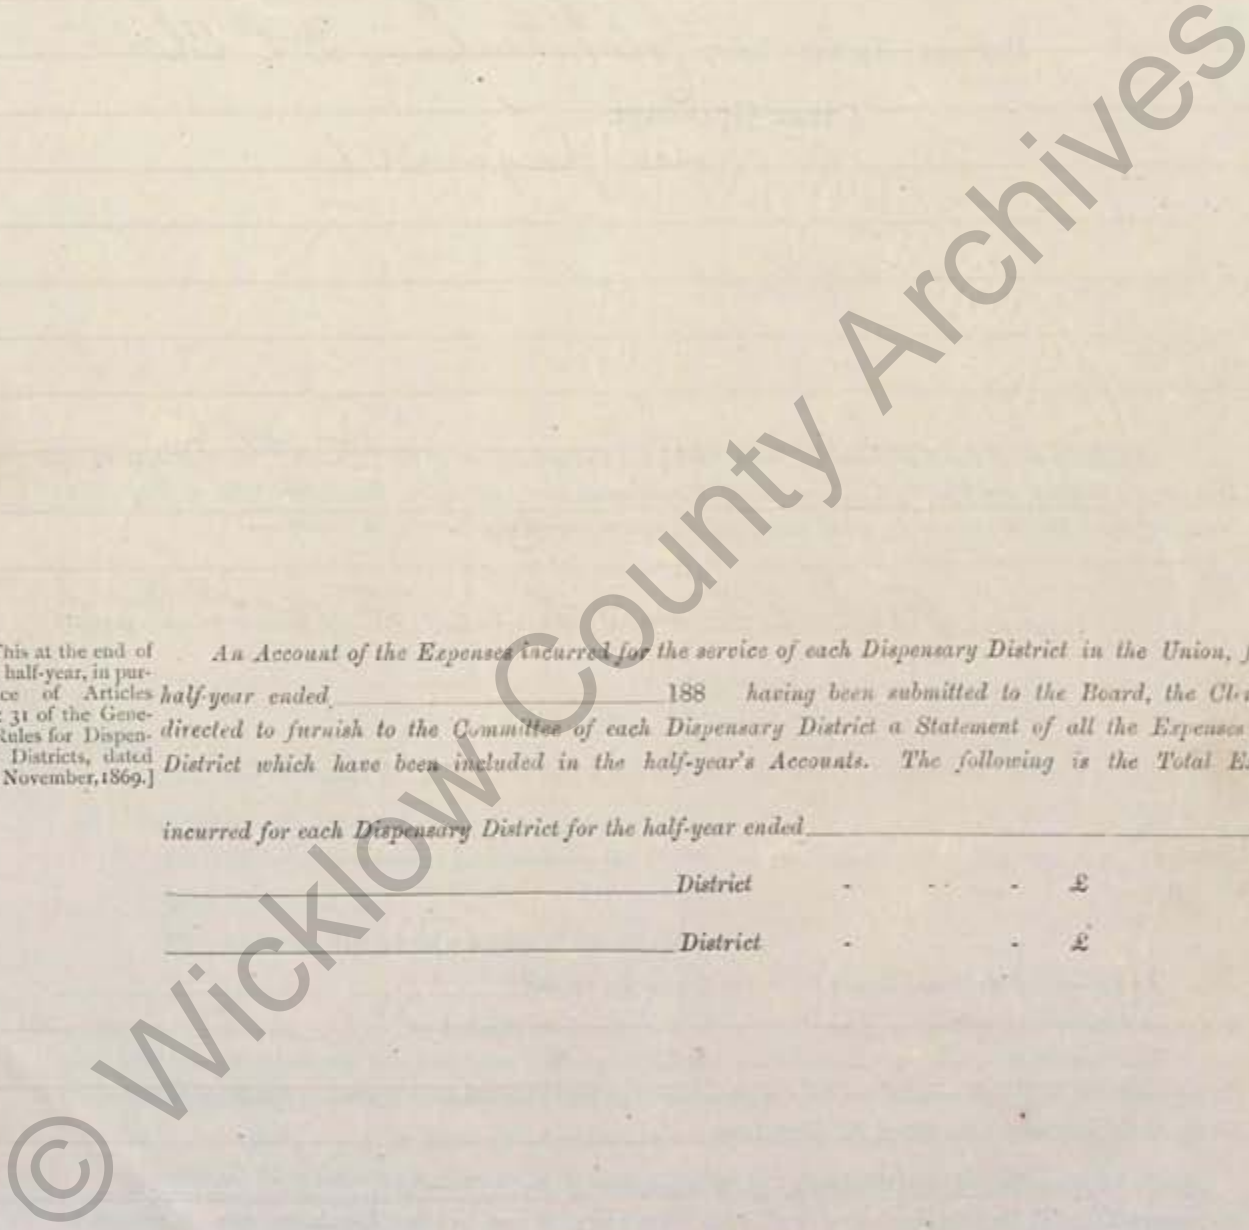 his at the end of
half-year, in pur-
ce of Articles
31 of the Gene-
Rules for Dispen-
Districts, dated
November, 1869.]
An Account of the Expenses incurred for the service of each Dispensary District in the Union,
half-year ended 188 having been submitted to the Board, the
directed to furnish to the Committee of each Dispensary District a Statement of all the Expenses
District which have been included in the half-year's Accounts. The following is the Total
incurred for each Dispensary District for the half-year ended
District - - - £
District - - £
© Wicklow County Archives